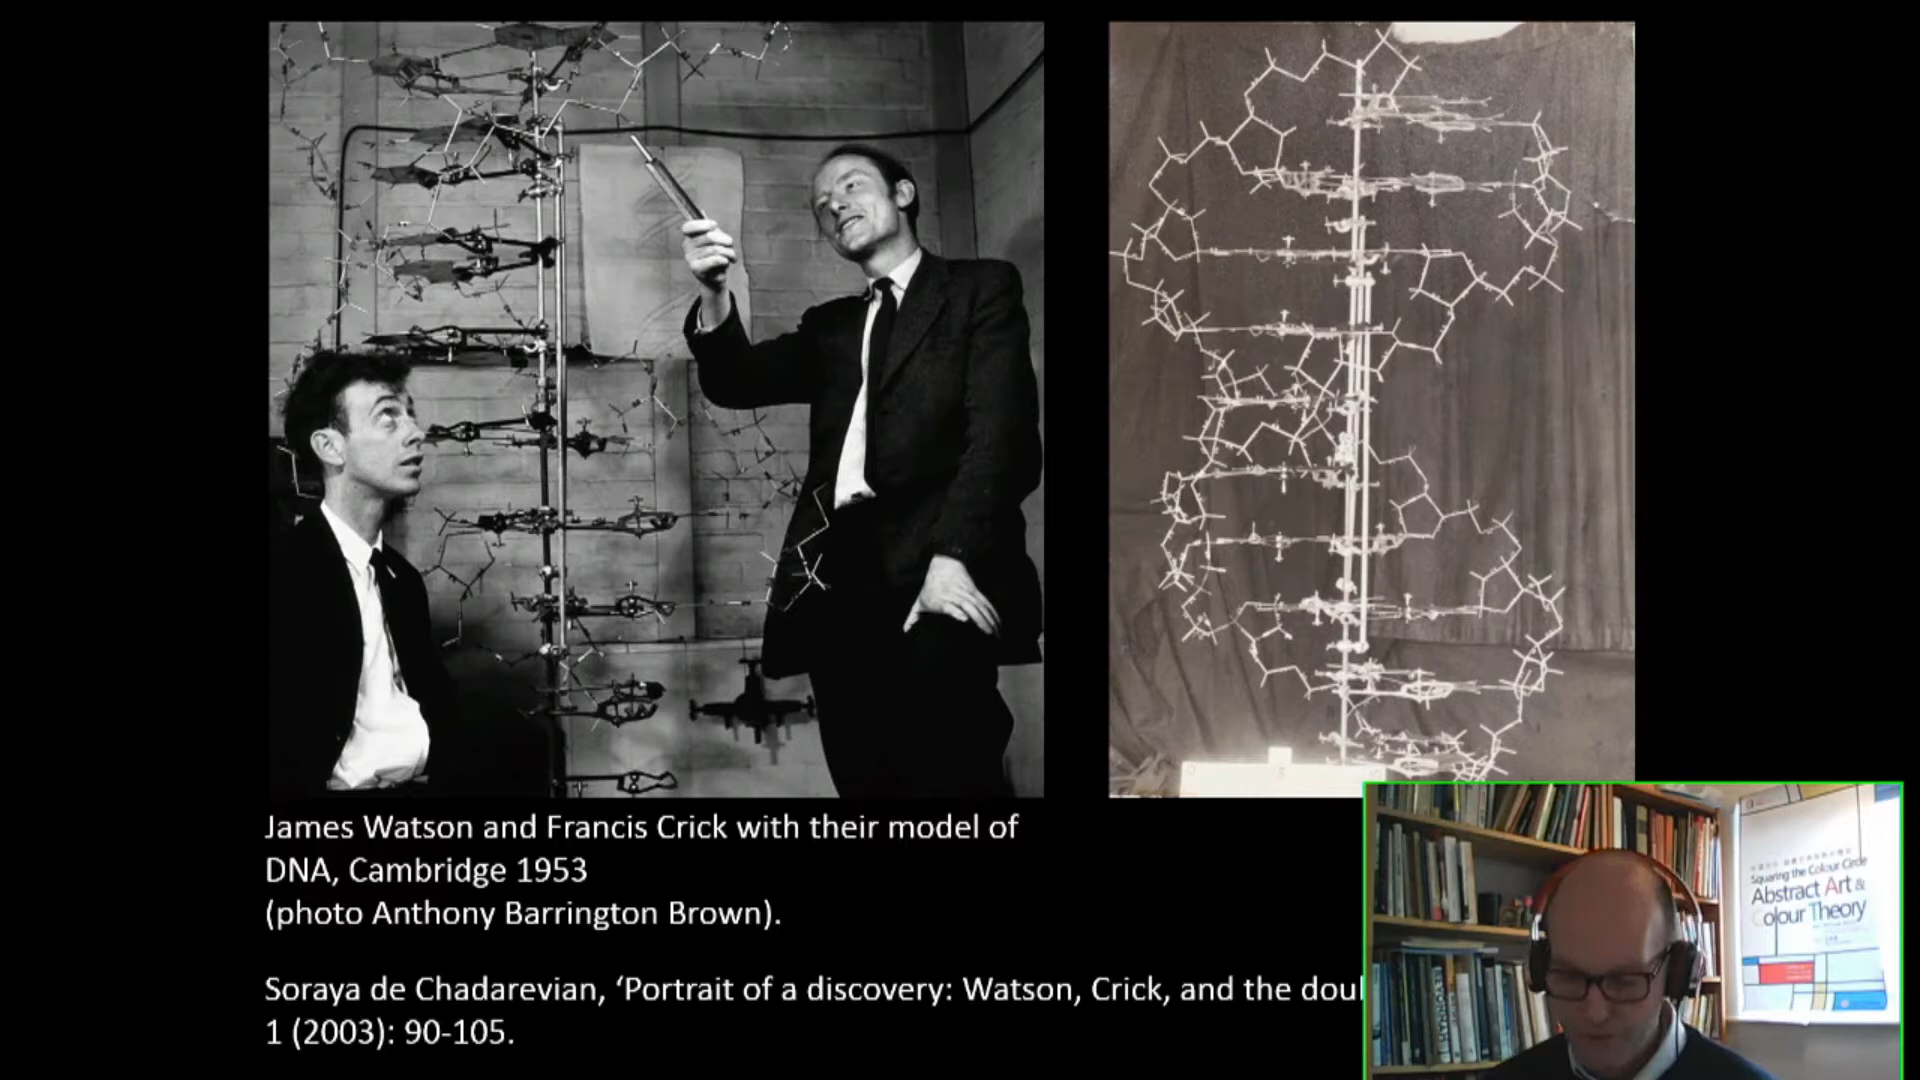 James Watson and Francis Crick with their model of
DNA, Cambridge 1953
(photo Anthony Barrington Brown).
Soraya de Chadarevian, ‘Portrait of a discovery: Watson, Crick, and the
1 (2003): 90-105.
Squaring the Colour Circle
Abstract Art &
Colour Theory